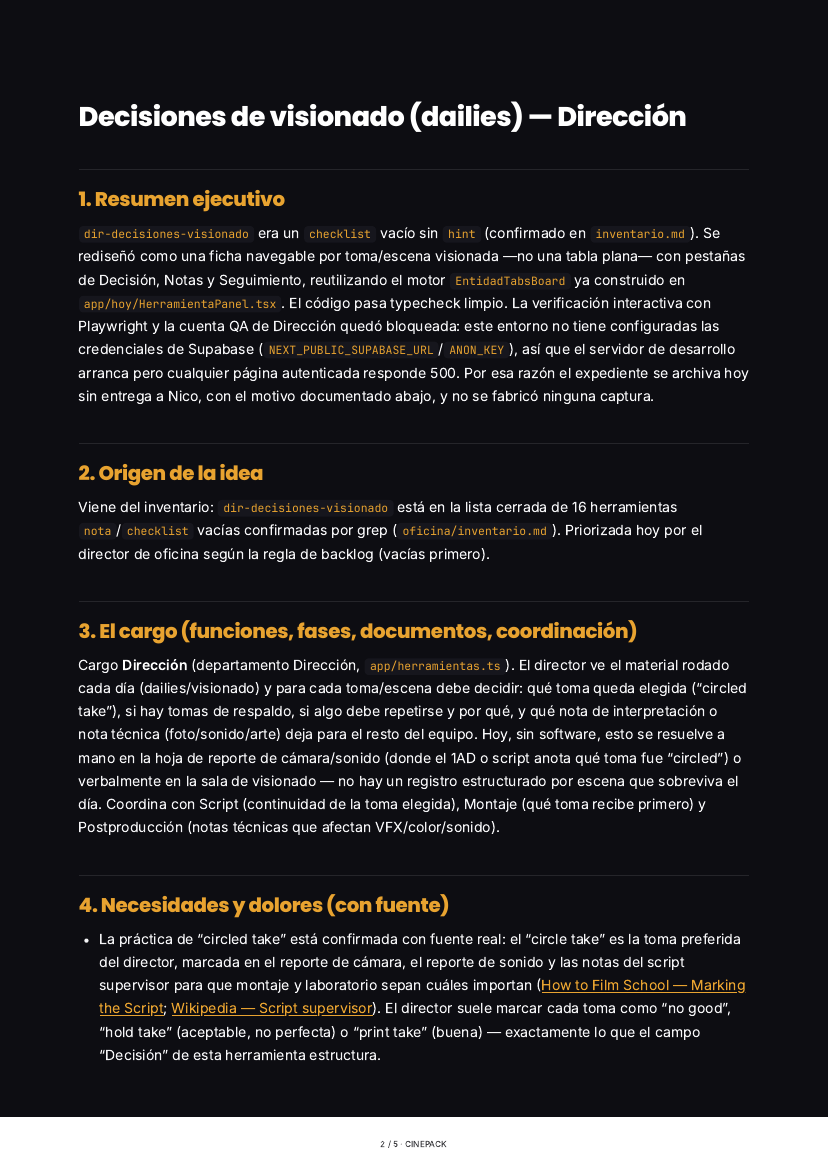 Decisiones de visionado (dailies) — Dirección
1. Resumen ejecutivo
dir-decisiones-visionado era un checklist vacío sin hint (confirmado en inventario.md ). Se
rediseñó como una ficha navegable por toma/escena visionada —no una tabla plana— con pestañas
de Decisión, Notas y Seguimiento, reutilizando el motor EntidadTabsBoard ya construido en
app/hoy/HerramientaPanel.tsx . El código pasa typecheck limpio. La verificación interactiva con
Playwright y la cuenta QA de Dirección quedó bloqueada: este entorno no tiene configuradas las
credenciales de Supabase ( NEXT_PUBLIC_SUPABASE_URL / ANON_KEY ), así que el servidor de desarrollo
arranca pero cualquier página autenticada responde 500. Por esa razón el expediente se archiva hoy
sin entrega a Nico, con el motivo documentado abajo, y no se fabricó ninguna captura.
2. Origen de la idea
Viene del inventario: dir-decisiones-visionado está en la lista cerrada de 16 herramientas
nota / checklist vacías confirmadas por grep ( oficina/inventario.md ). Priorizada hoy por el
director de oficina según la regla de backlog (vacías primero).
3. El cargo (funciones, fases, documentos, coordinación)
Cargo Dirección (departamento Dirección, app/herramientas.ts ). El director ve el material rodado
cada día (dailies/visionado) y para cada toma/escena debe decidir: qué toma queda elegida (“circled
take”), si hay tomas de respaldo, si algo debe repetirse y por qué, y qué nota de interpretación o
nota técnica (foto/sonido/arte) deja para el resto del equipo. Hoy, sin software, esto se resuelve a
mano en la hoja de reporte de cámara/sonido (donde el 1AD o script anota qué toma fue “circled”) o
verbalmente en la sala de visionado — no hay un registro estructurado por escena que sobreviva el
día. Coordina con Script (continuidad de la toma elegida), Montaje (qué toma recibe primero) y
Postproducción (notas técnicas que afectan VFX/color/sonido).
4. Necesidades y dolores (con fuente)
• La práctica de “circled take” está confirmada con fuente real: el “circle take” es la toma preferida
del director, marcada en el reporte de cámara, el reporte de sonido y las notas del script
supervisor para que montaje y laboratorio sepan cuáles importan (How to Film School — Marking
the Script; Wikipedia — Script supervisor). El director suele marcar cada toma como “no good”,
“hold take” (aceptable, no perfecta) o “print take” (buena) — exactamente lo que el campo
“Decisión” de esta herramienta estructura.
2 / 5 · CINEPACK